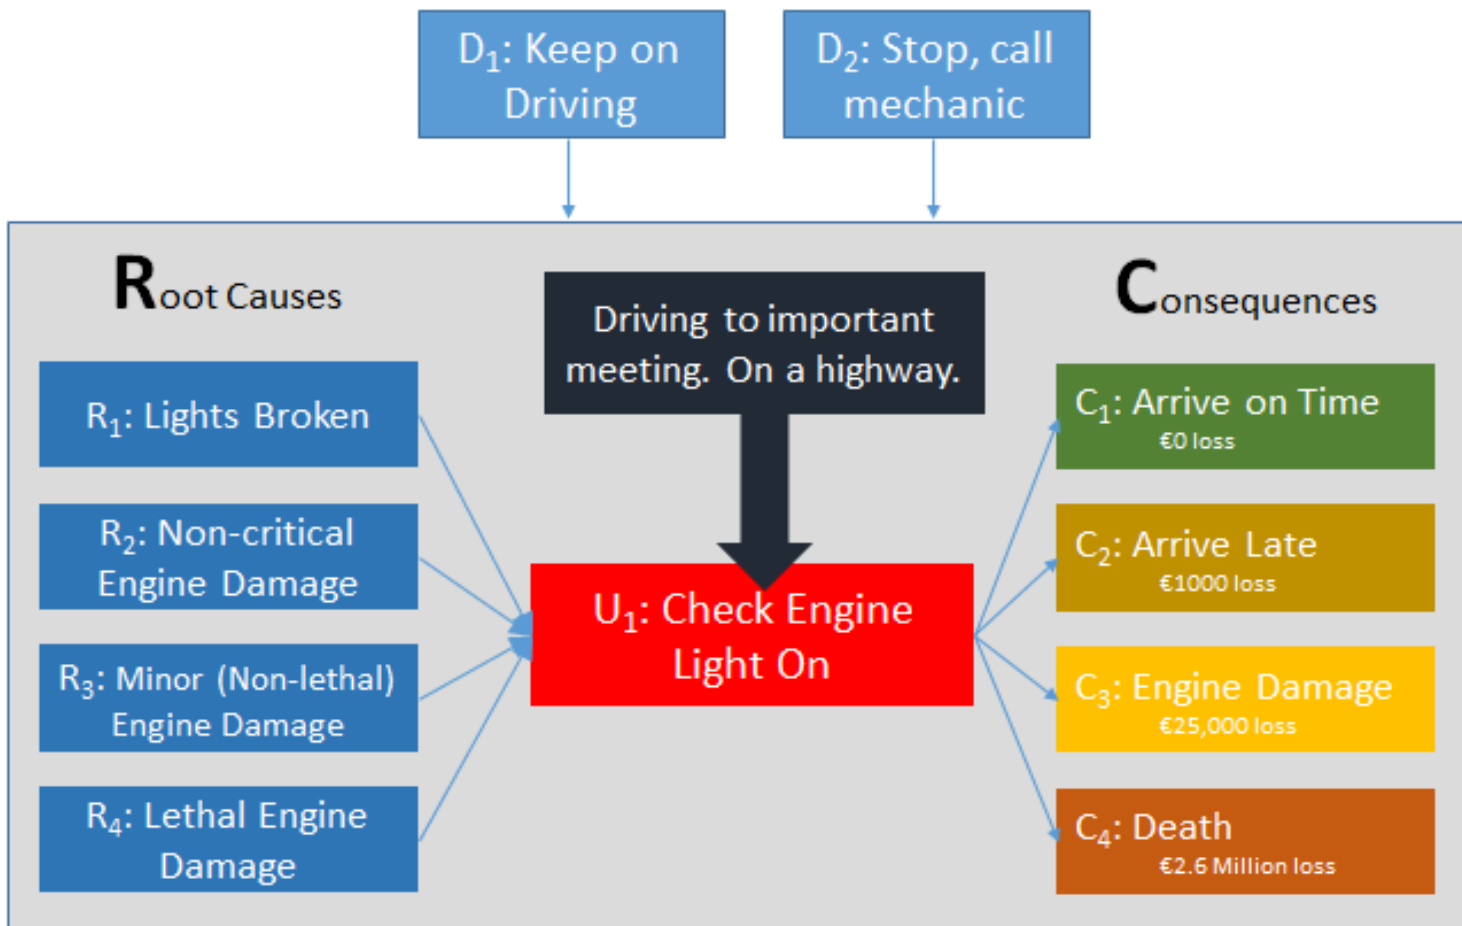 D₁: Keep on
Driving
D₂: Stop, call
mechanic
Root Causes
R₁: Lights Broken
R₂: Non-critical
Engine Damage
R₃: Minor (Non-lethal)
Engine Damage
R₄: Lethal Engine
Damage
Driving to important
meeting. On a highway.
U₁: Check Engine
Light On
Consequences
C₁: Arrive on Time
€0 loss
C₂: Arrive Late
€1000 loss
C₃: Engine Damage
€25,000 loss
C₄: Death
€2.6 Million loss